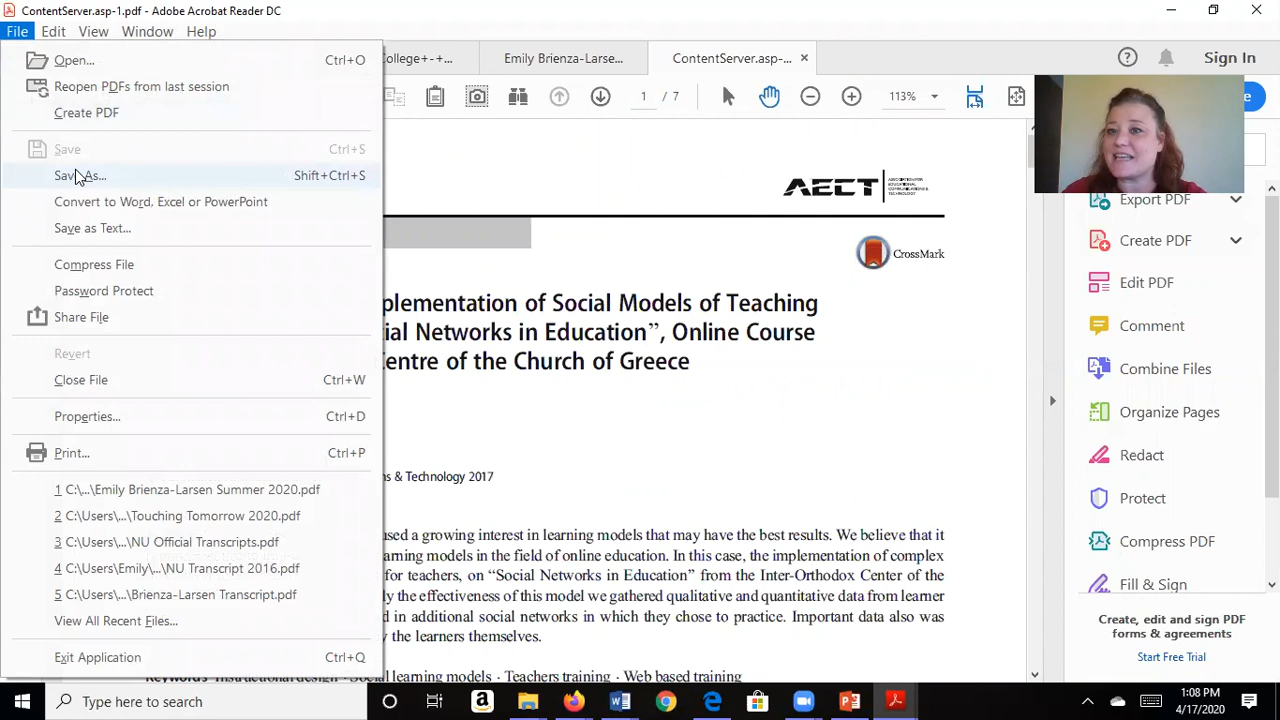 ContentServer.asp-1.pdf - Adobe Acrobat Reader DC
File Edit View Window Help
Open... Ctrl+O
Reopen PDFs from last session
Create PDF
Save Ctrl+S
Save As... Shift+Ctrl+S
Convert to Word, Excel or PowerPoint
Save as Text...
Compress File
Password Protect
Share File
Revert
Close File Ctrl+W
Properties... Ctrl+D
Print... Ctrl+P
1 C:\...\Emily Brienza-Larsen Summer 2020.pdf
2 C:\Users\...\Touching Tomorrow 2020.pdf
3 C:\Users\...\NU Official Transcripts.pdf
4 C:\Users\Emily\...\NU Transcript 2016.pdf
5 C:\Users\...\Brienza-Larsen Transcript.pdf
View All Recent Files...
Exit Application Ctrl+Q
College+-+... Emily Brienza-Larse... ContentServer.asp-... × Sign In
1 / 7 113%
AECT ASSOCIATION FOR EDUCATIONAL COMMUNICATIONS & TECHNOLOGY
CrossMark
plementation of Social Models of Teaching
cial Networks in Education”, Online Course
Centre of the Church of Greece
ns & Technology 2017
used a growing interest in learning models that may have the best results. We believe that it
arning models in the field of online education. In this case, the implementation of complex
for teachers, on “Social Networks in Education” from the Inter-Orthodox Center of the
y the effectiveness of this model we gathered qualitative and quantitative data from learner
d in additional social networks in which they chose to practice. Important data also was
y the learners themselves.
Keywords Instructional design · Social learning models · Teachers training · Web based training
Export PDF
Create PDF
Edit PDF
Comment
Combine Files
Organize Pages
Redact
Protect
Compress PDF
Fill & Sign
Create, edit and sign PDF
forms & agreements
Start Free Trial
Type here to search
1:08 PM
4/17/2020